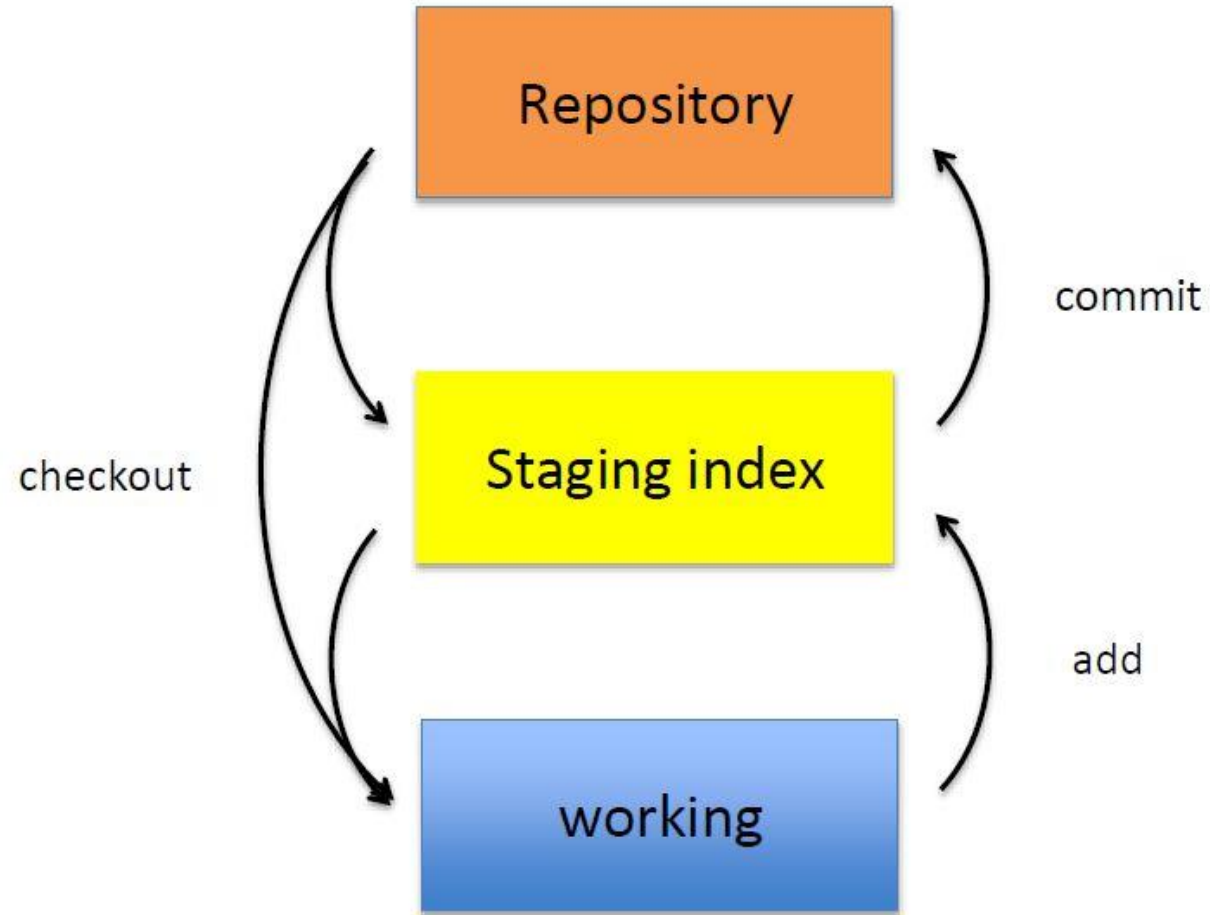 Repository
commit
Staging index
checkout
add
working